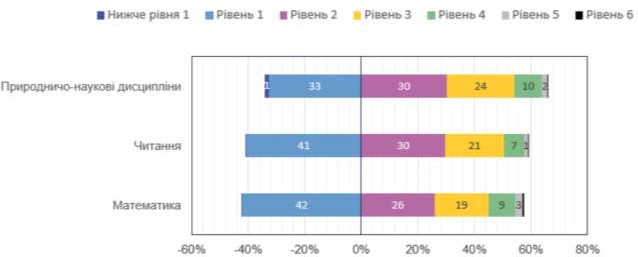 Нижче рівня 1 Рівень 1 Рівень 2 Рівень 3 Рівень 4 Рівень 5 Рівень 6
Природничо-наукові дисципліни 1 33 30 24 10 2
Читання 41 30 21 7 1
Математика 42 26 19 9 3
-60% -40% -20% 0% 20% 40% 60% 80%